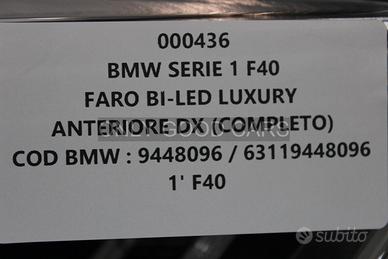 000436
BMW SERIE 1 F40
FARO BI-LED LUXURY
ANTERIORE DX (COMPLETO)
COD BMW : 9448096 / 63119448096
1' F40
subito